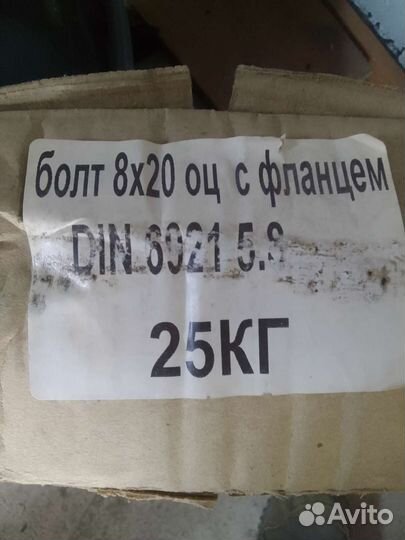 болт 8х20 оц с фланцем
DIN 6921 5.8
25КГ
Avito